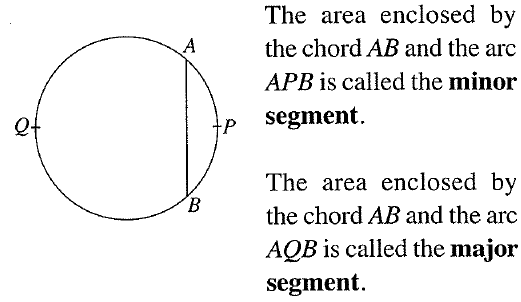 The area enclosed by
the chord AB and the arc
APB is called the minor
segment.
The area enclosed by
the chord AB and the arc
AQB is called the major
segment.
A
Q
P
B